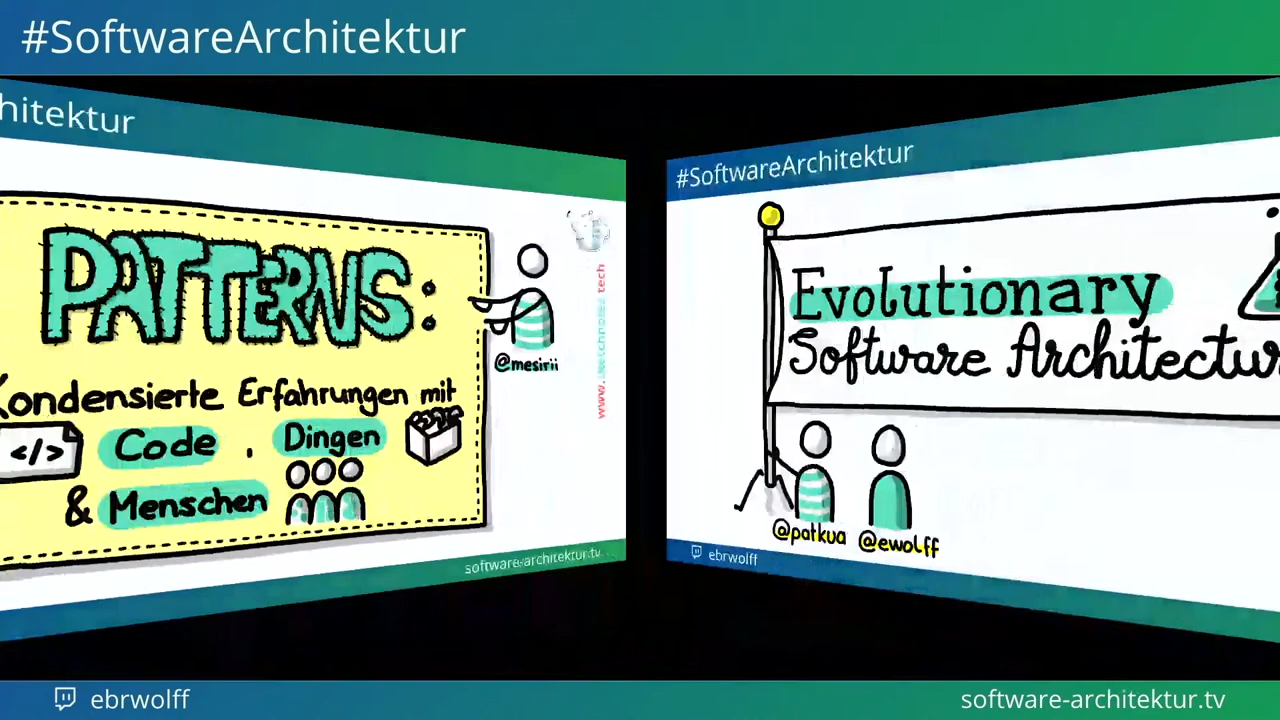 #SoftwareArchitektur
hitektur
PATTERNS:
Kondensierte Erfahrungen mit
</> Code , Dingen
& Menschen
@mesirii
software-architektur.tv
#SoftwareArchitektur
Evolutionary
Software Architectur
@patkua @ewolff
ebrwolff
ebrwolff
software-architektur.tv